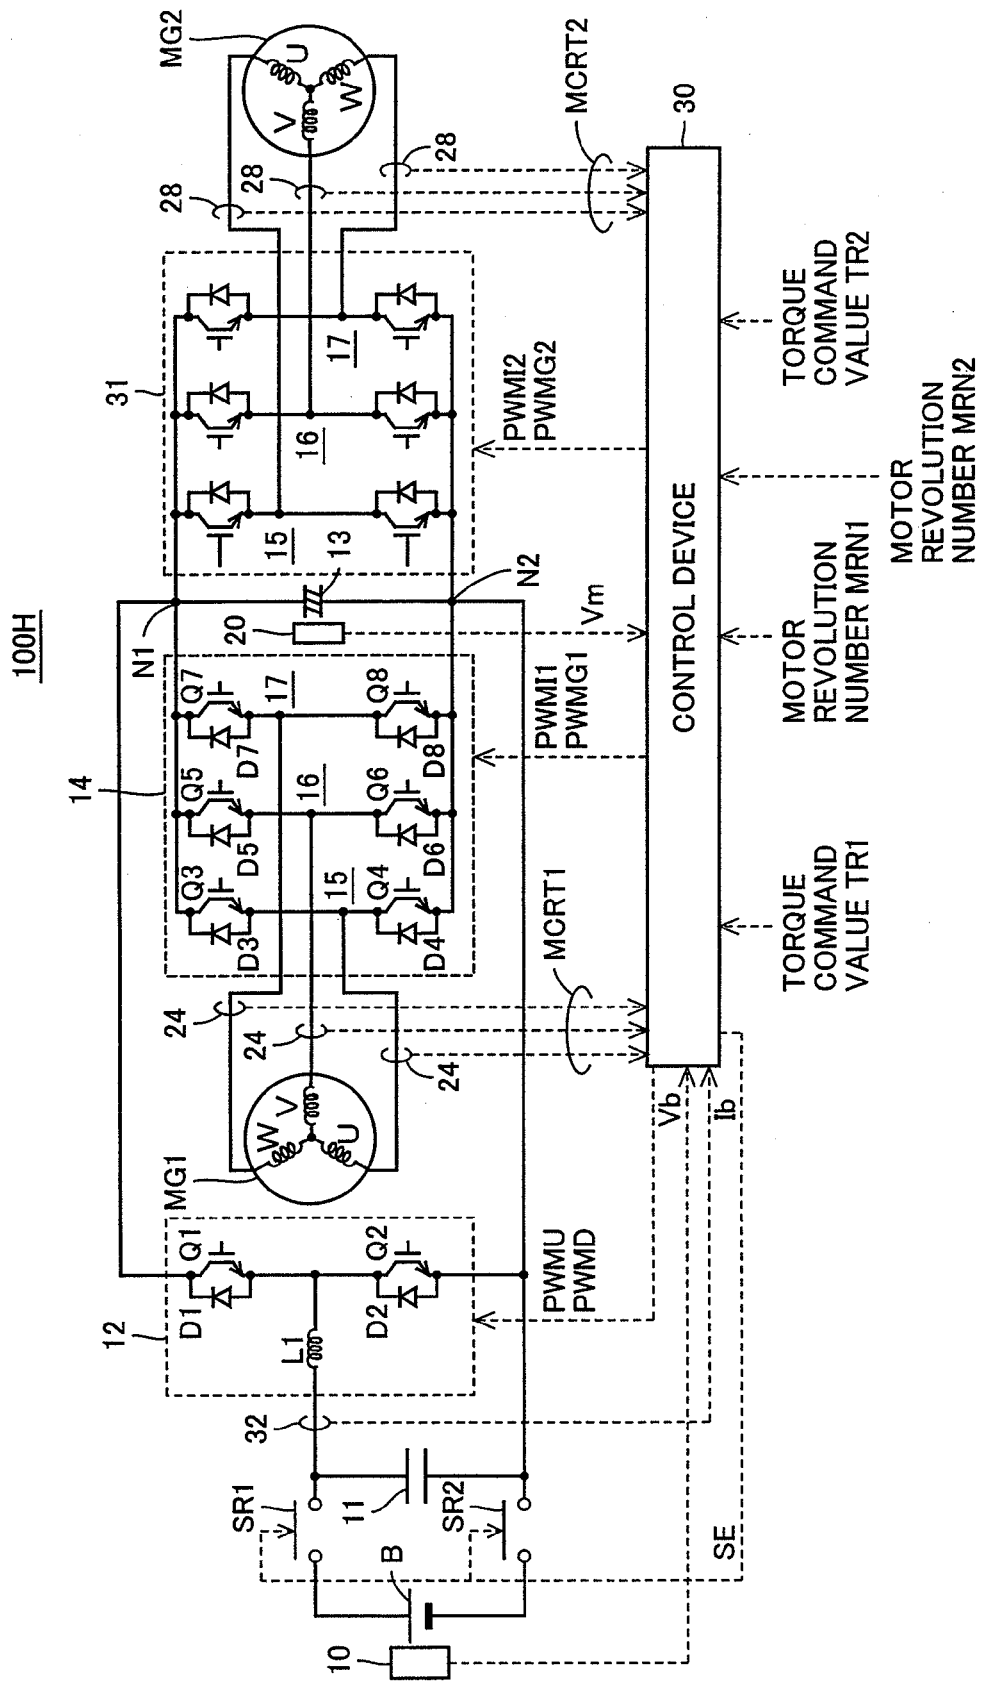 100H
10
B
SR1
SR2
11
32
SE
12
L1
D1
Q1
D2
Q2
PWMU
PWMD
MG1
W
V
U
24
24
24
MCRT1
14
D3
Q3
D5
Q5
D7
Q7
D4
Q4
D6
Q6
D8
Q8
15
16
17
PWMI1
PWMG1
N1
N2
20
13
Vm
31
15
16
17
PWMI2
PWMG2
28
28
28
MG2
U
V
W
MCRT2
Vb
Ib
CONTROL DEVICE
30
TORQUE
COMMAND
VALUE TR1
MOTOR
REVOLUTION
NUMBER MRN1
MOTOR
REVOLUTION
NUMBER MRN2
TORQUE
COMMAND
VALUE TR2